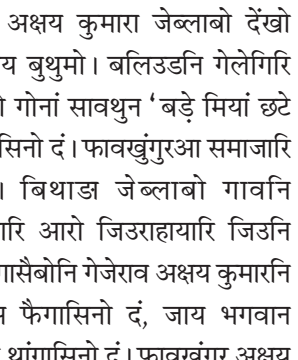 अक्षय कुमारा जेब्लाबो देंखो
य बुथुमो। बलिउडनि गेलेगिरि
गोनां सावथुन ‘बड़े मियां छटे
सिनो दं। फावखुंगुरआ समाजारि
। बिथाङा जेब्लाबो गावनि
ारि आरो जिउराहायारि जिउनि
गासैबोनि गेजेराव अक्षय कुमारनि
फैगासिनो दं, जाय भगवान
थांगासिनो दं। फावखुंगुर अक्षय